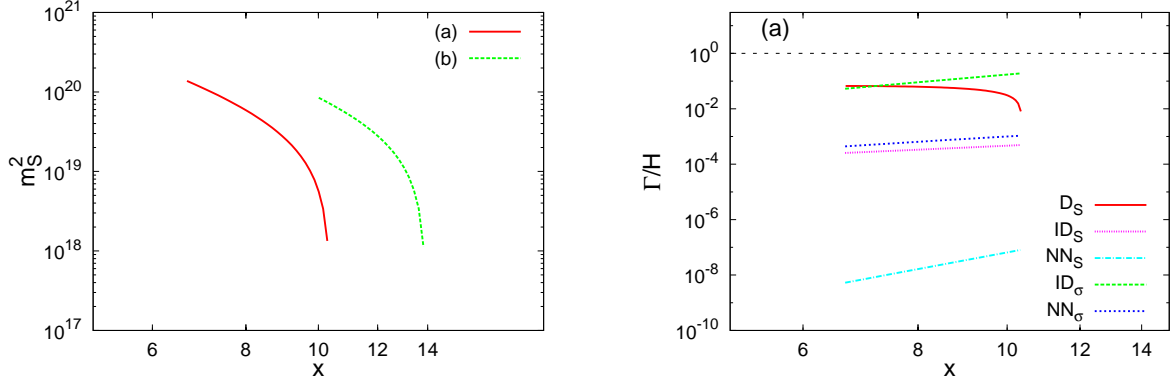 10^21
10^20
10^19
10^18
10^17
m_S^2
6
8
10
12
14
x
(a)
(b)
(a)
10^0
10^-2
10^-4
10^-6
10^-8
10^-10
Γ/H
6
8
10
12
14
x
D_S
ID_S
NN_S
ID_σ
NN_σ